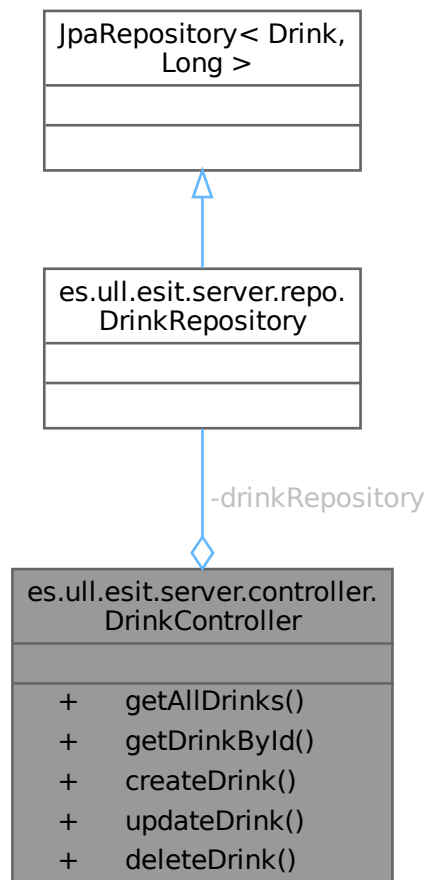 JpaRepository< Drink,
Long >
es.ull.esit.server.repo.
DrinkRepository
-drinkRepository
es.ull.esit.server.controller.
DrinkController
+ getAllDrinks()
+ getDrinkById()
+ createDrink()
+ updateDrink()
+ deleteDrink()